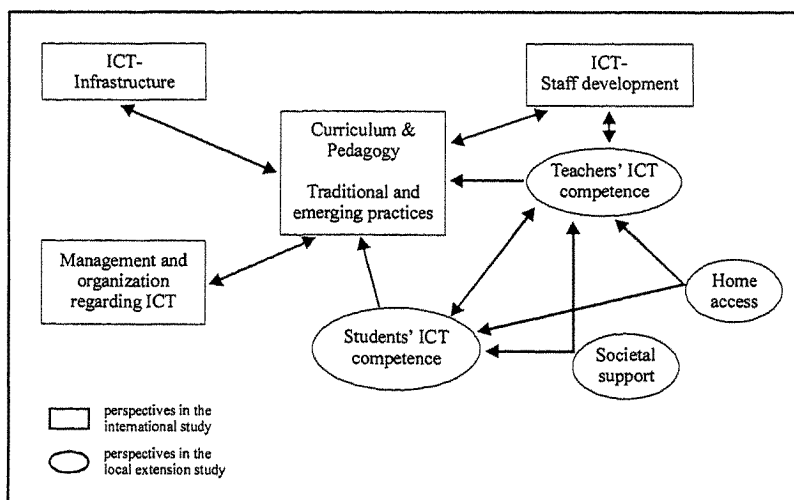 ICT-
Infrastructure
ICT-
Staff development
Curriculum &
Pedagogy
Traditional and
emerging practices
Teachers' ICT
competence
Management and
organization
regarding ICT
Home
access
Students' ICT
competence
Societal
support
perspectives in the
international study
perspectives in the
local extension study